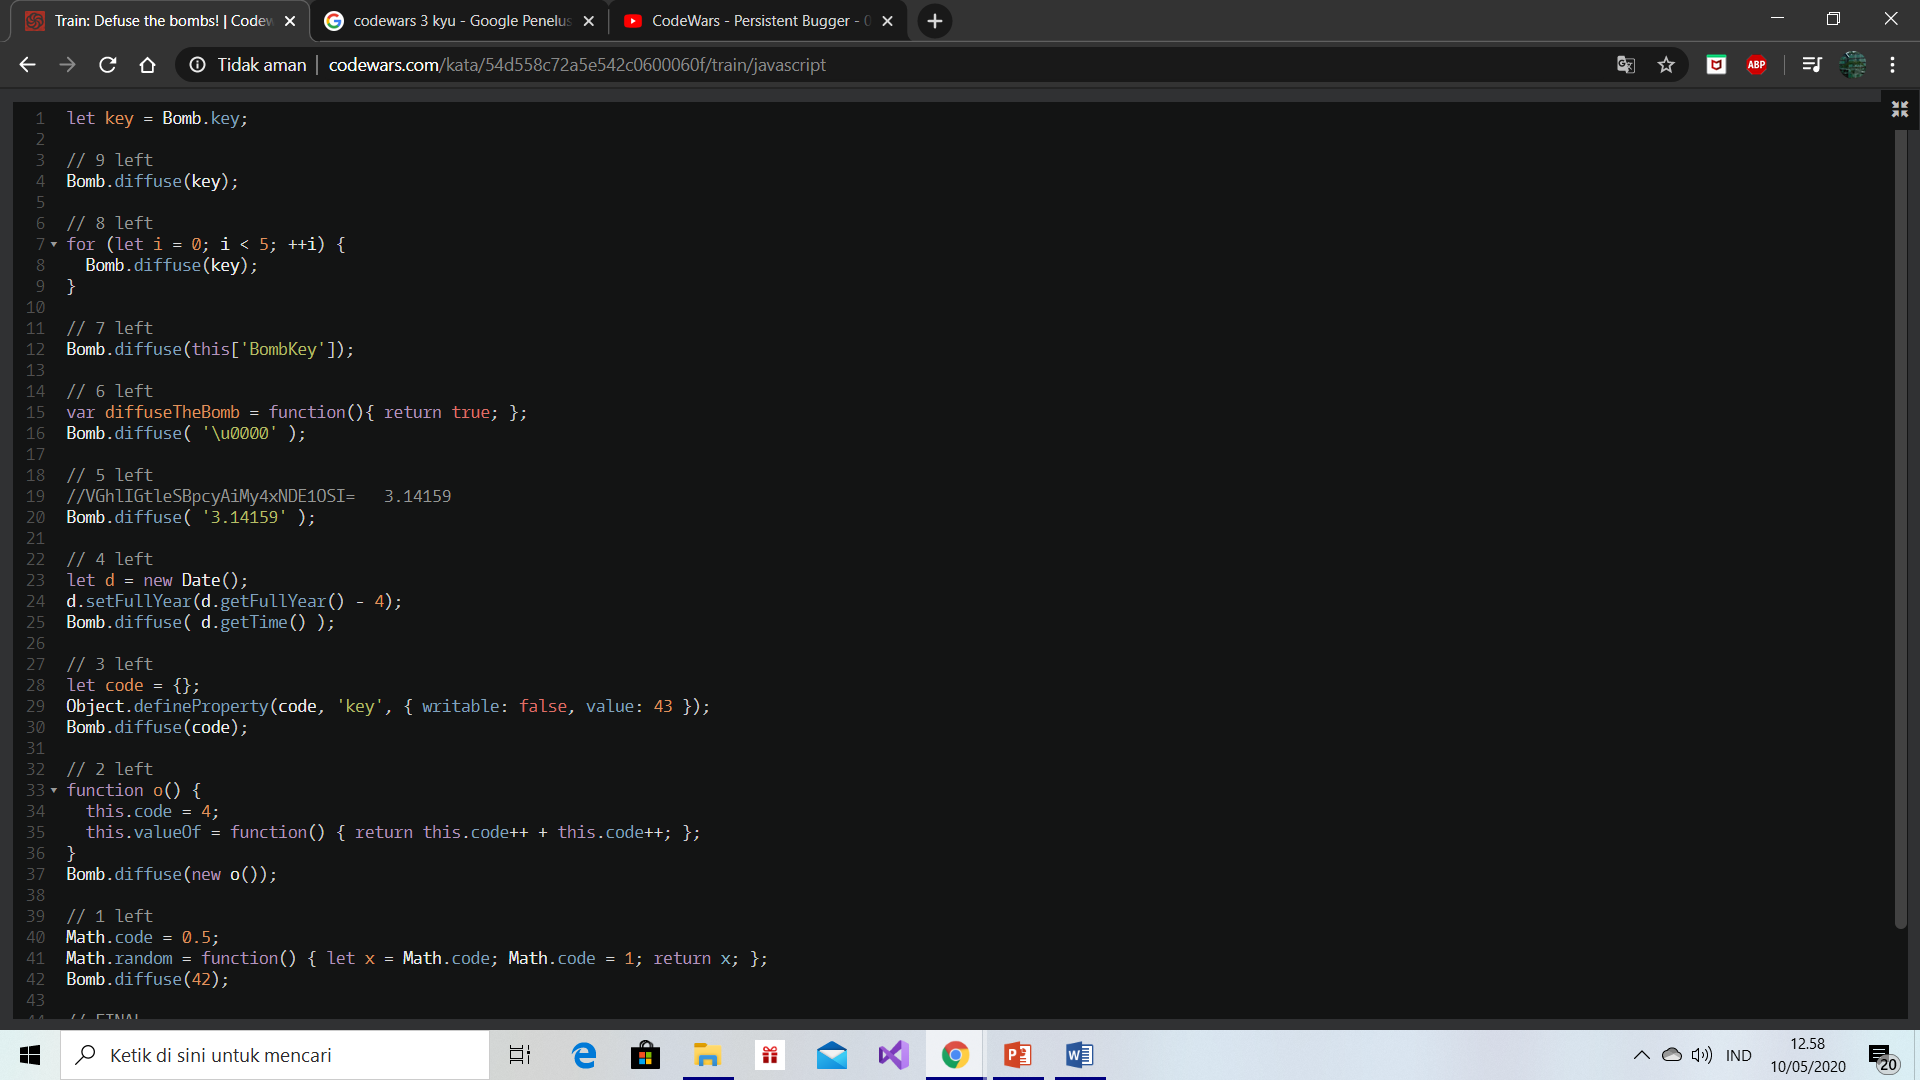 Train: Defuse the bombs! | Codew
codewars 3 kyu - Google Penelus
CodeWars - Persistent Bugger - 0
Tidak aman | codewars.com/kata/54d558c72a5e542c0600060f/train/javascript
ABP
1 let key = Bomb.key;
2
3 // 9 left
4 Bomb.diffuse(key);
5
6 // 8 left
7 for (let i = 0; i < 5; ++i) {
8 Bomb.diffuse(key);
9 }
10
11 // 7 left
12 Bomb.diffuse(this['BombKey']);
13
14 // 6 left
15 var diffuseTheBomb = function(){ return true; };
16 Bomb.diffuse( '\u0000' );
17
18 // 5 left
19 //VGhlIGtleSBpcyAiMy4xNDE1OSI= 3.14159
20 Bomb.diffuse( '3.14159' );
21
22 // 4 left
23 let d = new Date();
24 d.setFullYear(d.getFullYear() - 4);
25 Bomb.diffuse( d.getTime() );
26
27 // 3 left
28 let code = {};
29 Object.defineProperty(code, 'key', { writable: false, value: 43 });
30 Bomb.diffuse(code);
31
32 // 2 left
33 function o() {
34 this.code = 4;
35 this.valueOf = function() { return this.code++ + this.code++; };
36 }
37 Bomb.diffuse(new o());
38
39 // 1 left
40 Math.code = 0.5;
41 Math.random = function() { let x = Math.code; Math.code = 1; return x; };
42 Bomb.diffuse(42);
43
44 // FINAL
Ketik di sini untuk mencari
IND
12.58
10/05/2020
20